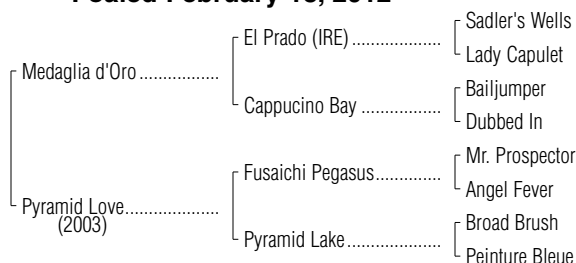 Foaled February 18, 2012
Sadler's Wells
El Prado (IRE)
Lady Capulet
Medaglia d'Oro
Bailjumper
Cappucino Bay
Dubbed In
Mr. Prospector
Fusaichi Pegasus
Angel Fever
Pyramid Love
(2003)
Broad Brush
Pyramid Lake
Peinture Bleue